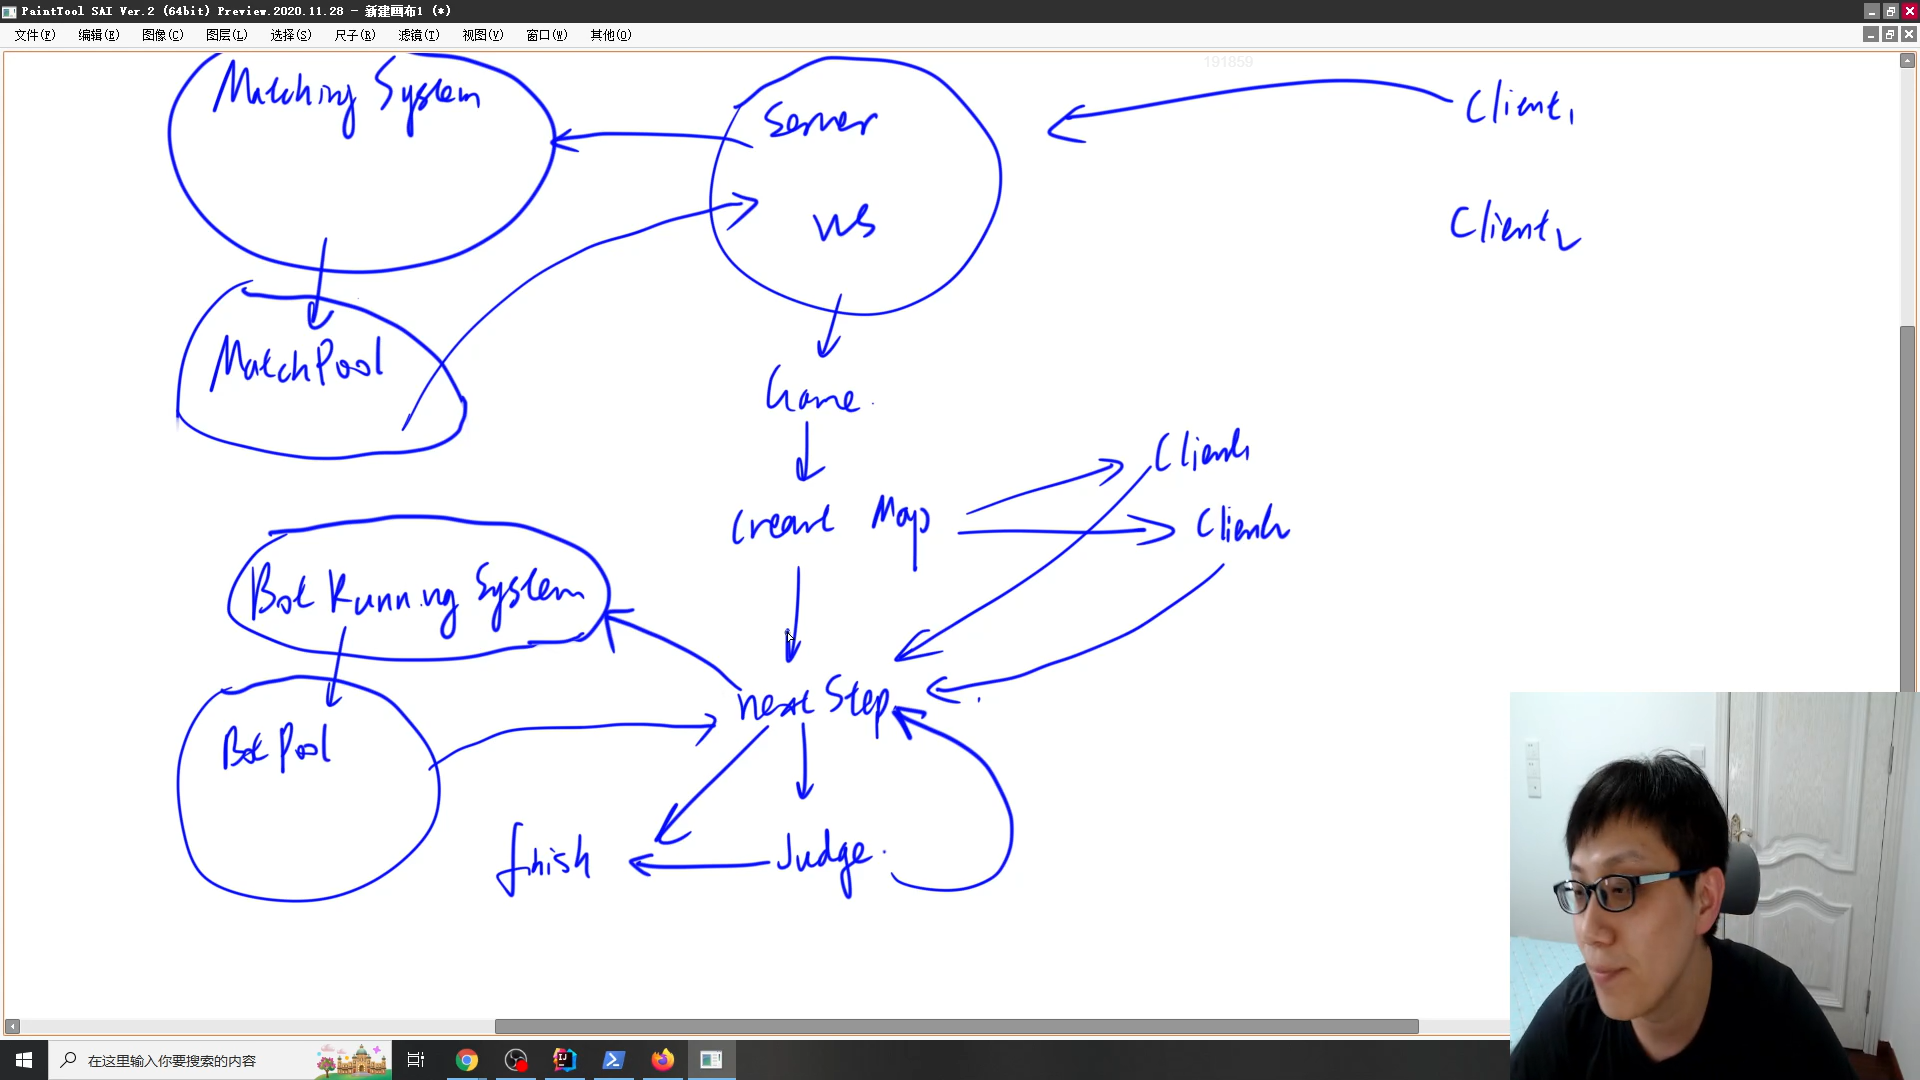 PaintTool SAI Ver.2 (64bit) Preview.2020.11.28 - 新建画布1 (*)
文件(F) 编辑(E) 图像(C) 图层(L) 选择(S) 尺子(R) 滤镜(T) 视图(V) 窗口(W) 其他(O)
191859
Matching System
Server
WS
Client1
Client2
MatchPool
Game
Creat Map
Client1
Client2
Bot Running System
next Step
Bot Pool
finish
Judge
在这里输入你要搜索的内容